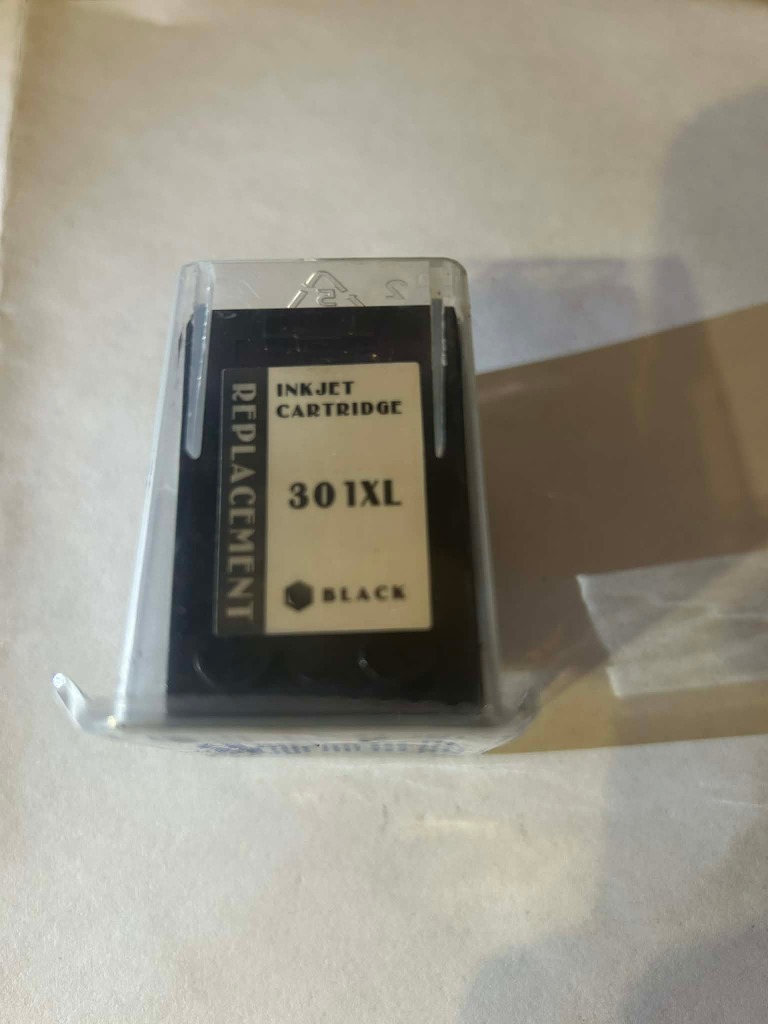 REPLACEMENT
INKJET
CARTRIDGE
301XL
BLACK